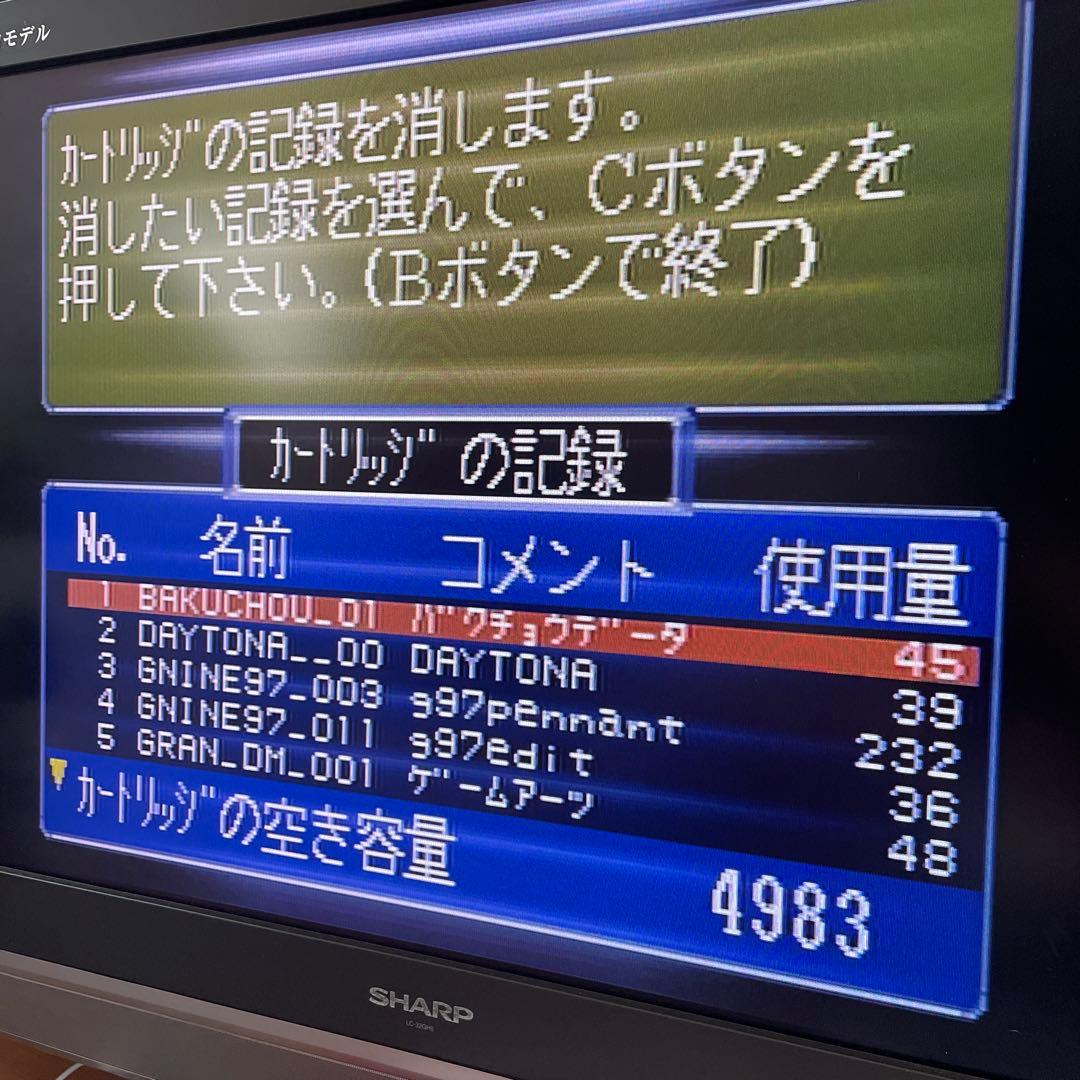 モデル
ｶｰﾄﾘｯｼﾞの記録を消します。
消したい記録を選んで、Cボタンを
押して下さい。(Bボタンで終了)
ｶｰﾄﾘｯｼﾞの記録
No. 名前 コメント 使用量
1 BAKUCHOU_01 ﾊﾞｸﾁｮｳﾃﾞｰﾀ 45
2 DAYTONA__00 DAYTONA 39
3 GNINE97_003 g97pennant 232
4 GNINE97_011 g97edit 36
5 GRAN_DM_001 ｹﾞｰﾑｱｰﾂ 48
ｶｰﾄﾘｯｼﾞの空き容量 4983
SHARP